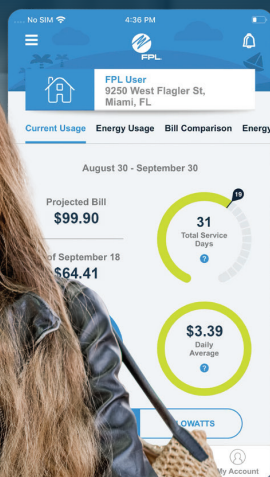 No SIM 4:36 PM
FPL
FPL User
9250 West Flagler St,
Miami, FL
Current Usage Energy Usage Bill Comparison Energy
August 30 - September 30
Projected Bill
$99.90
19
31
Total Service
Days
?
of September 18
$64.41
$3.39
Daily
Average
?
LOWATTS
My Account